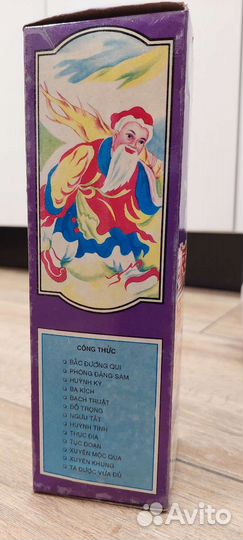 CÔNG THỨC
BẮC ĐƯƠNG QUI
PHÒNG ĐẢNG SÂM
HUỲNH KỲ
BA KÍCH
BẠCH TRUẬT
ĐỖ TRỌNG
NGƯU TẤT
HUỲNH TINH
THỤC ĐỊA
TỤC ĐOẠN
XUYÊN MỘC QUA
XUYÊN KHUNG
TÁ DƯỢC VỪA ĐỦ
Avito